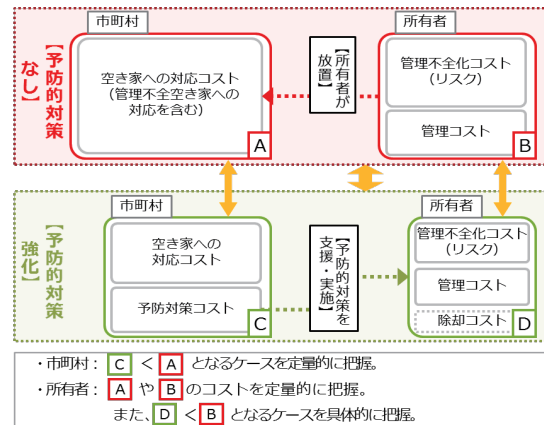 【予防的対策
なし】
市町村
空き家への対応コスト
(管理不全空き家への
対応を含む)
A
【所有者が
放置】
所有者
管理不全化コスト
(リスク)
管理コスト
B
【予防的対策
強化】
市町村
空き家への
対応コスト
予防対策コスト
C
【予防的対策を
支援・実施】
所有者
管理不全化コスト
(リスク)
管理コスト
除却コスト
D
・市町村: C < A となるケースを定量的に把握。
・所有者: A や B のコストを定量的に把握。
また、D < B となるケースを具体的に把握。